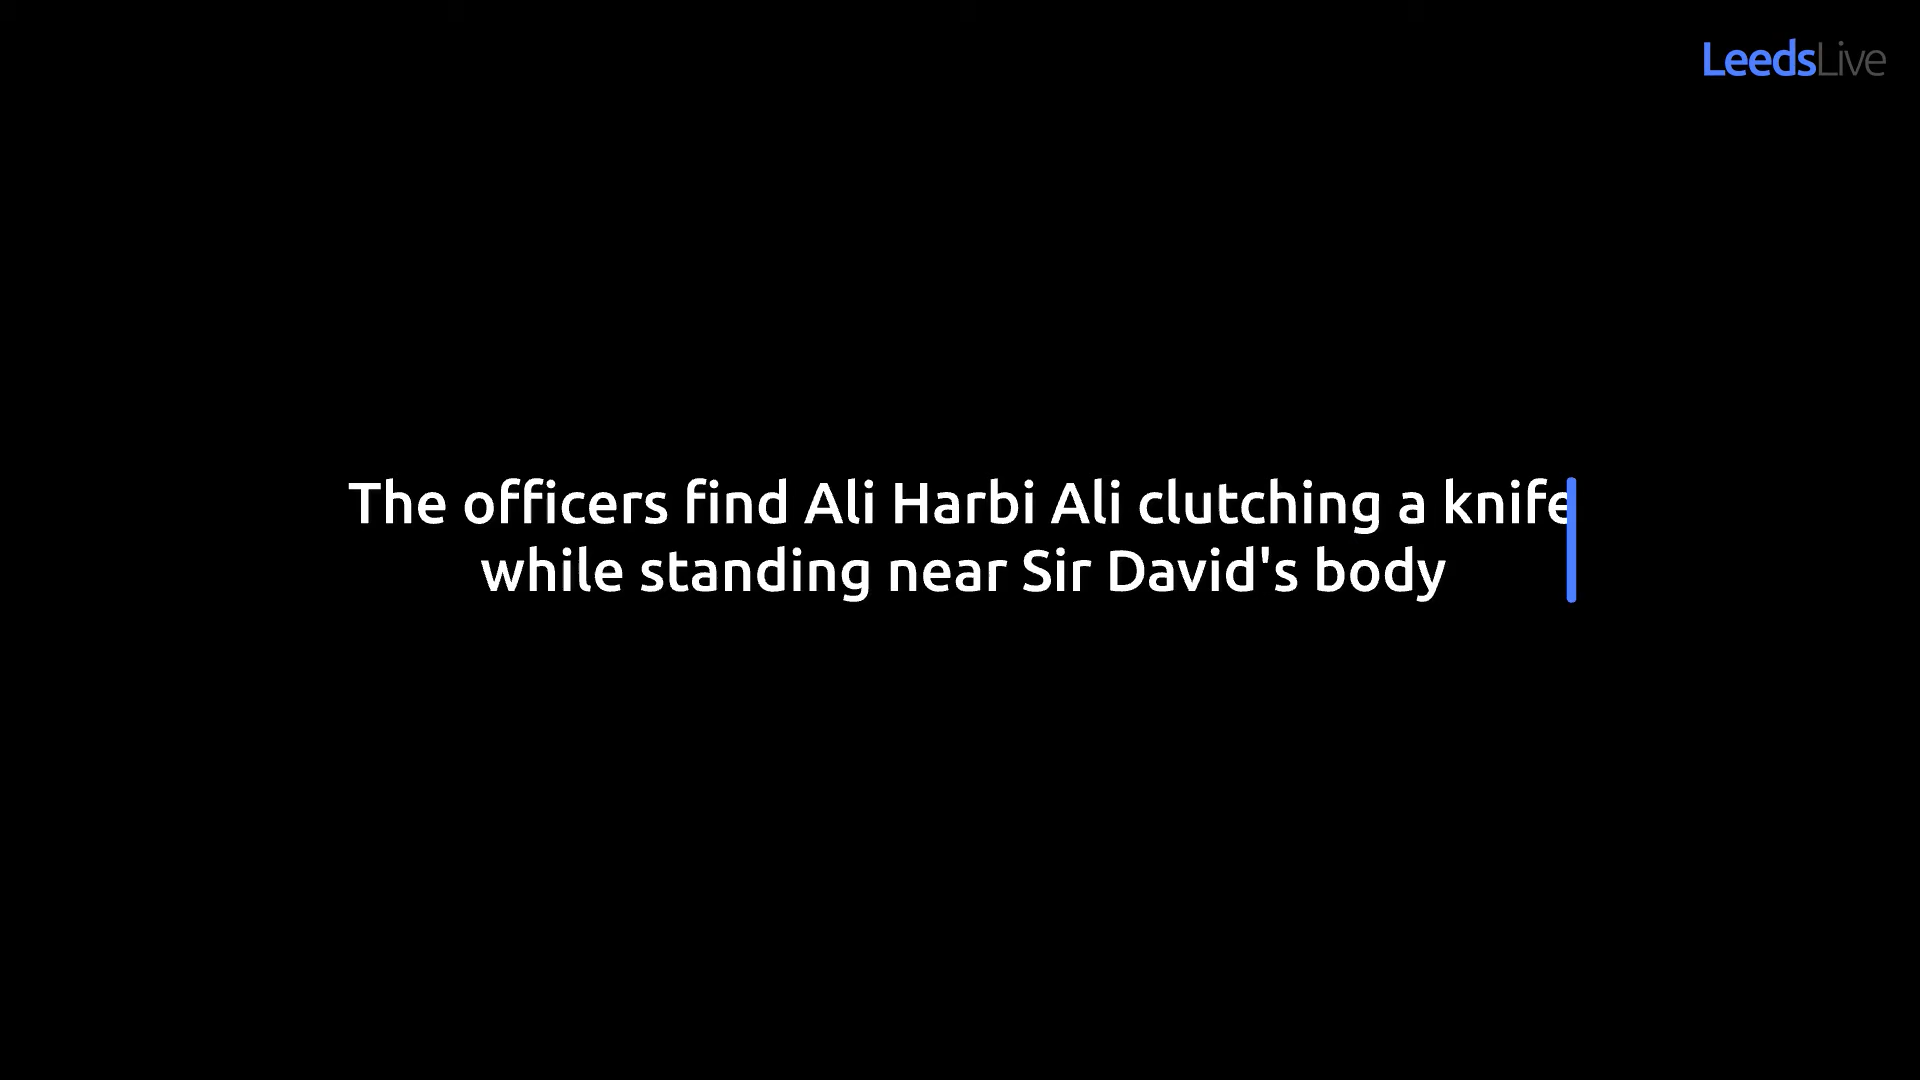 LeedsLive
The officers find Ali Harbi Ali clutching a knife
while standing near Sir David's body